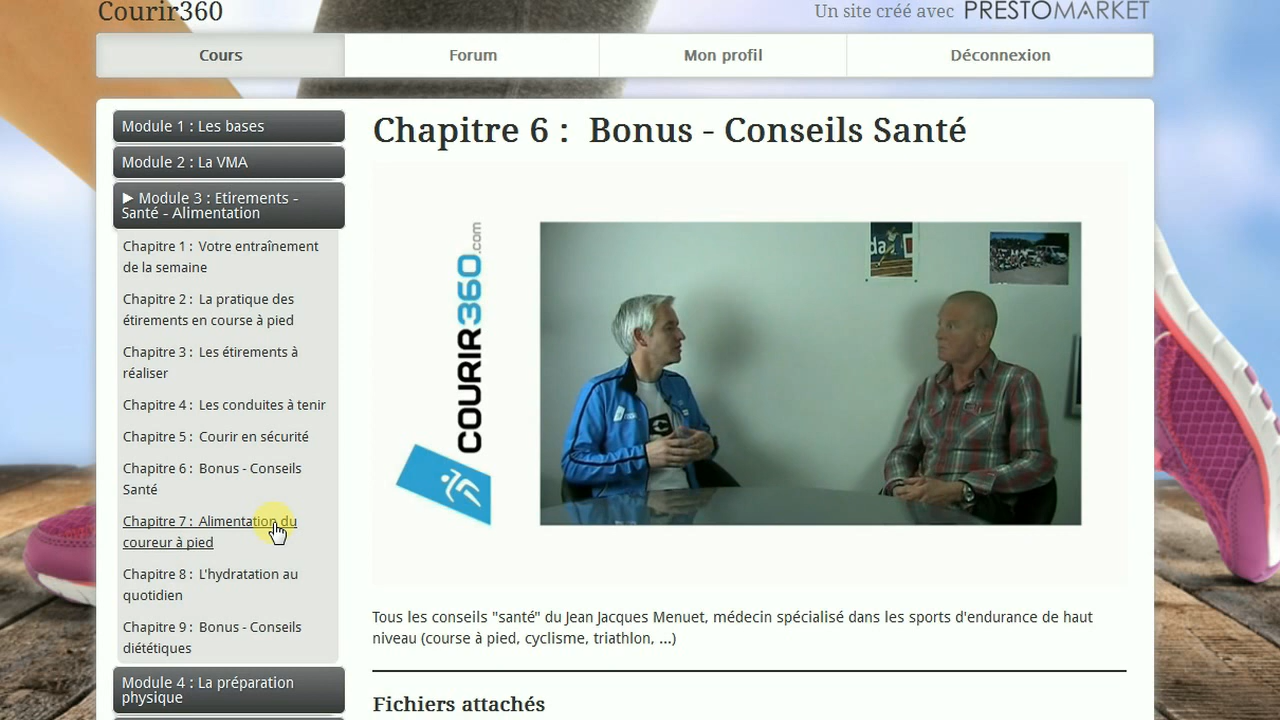 Courir360
Un site créé avec PRESTOMARKET
Cours
Forum
Mon profil
Déconnexion
Module 1 : Les bases
Module 2 : La VMA
▶ Module 3 : Etirements -
Santé - Alimentation
Chapitre 1 : Votre entraînement
de la semaine
Chapitre 2 : La pratique des
étirements en course à pied
Chapitre 3 : Les étirements à
réaliser
Chapitre 4 : Les conduites à tenir
Chapitre 5 : Courir en sécurité
Chapitre 6 : Bonus - Conseils
Santé
Chapitre 7 : Alimentation du
coureur à pied
Chapitre 8 : L'hydratation au
quotidien
Chapitre 9 : Bonus - Conseils
diététiques
Module 4 : La préparation
physique
Chapitre 6 : Bonus - Conseils Santé
COURIR360.com
da
Tous les conseils "santé" du Jean Jacques Menuet, médecin spécialisé dans les sports d'endurance de haut
niveau (course à pied, cyclisme, triathlon, ...)
Fichiers attachés